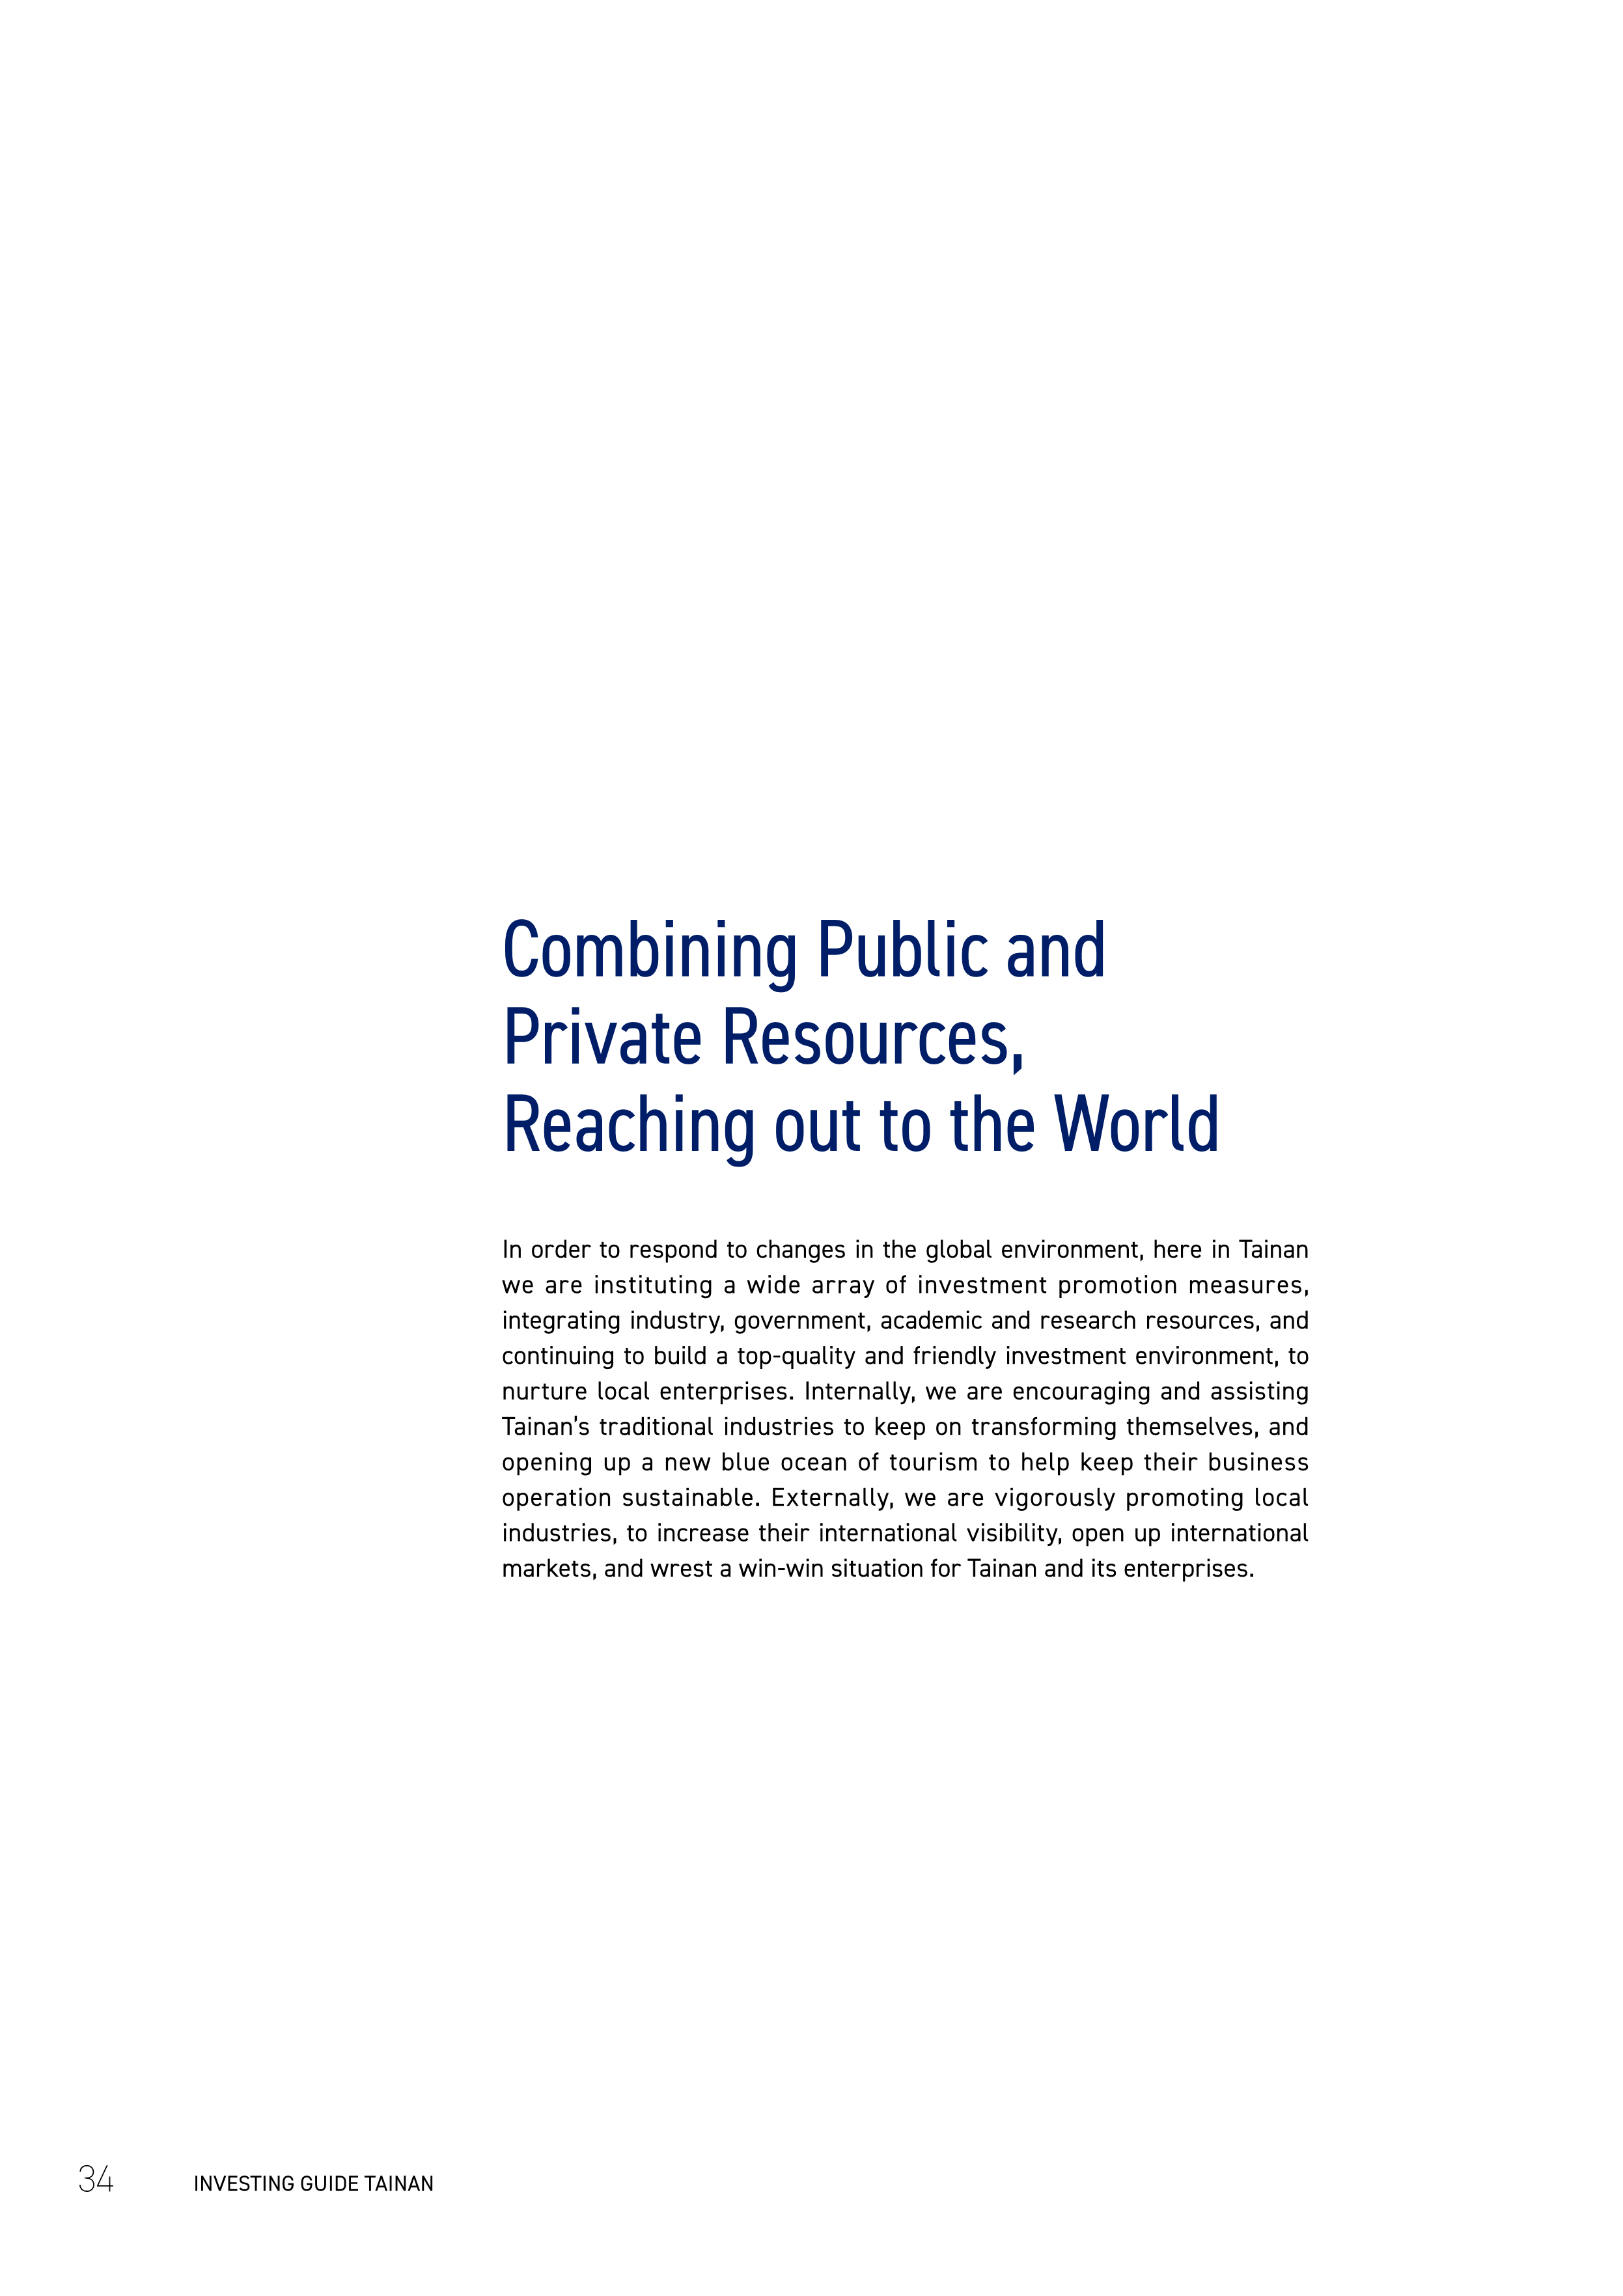 Combining Public and
Private Resources,
Reaching out to the World
In order to respond to changes in the global environment, here in Tainan
we are instituting a wide array of investment promotion measures,
integrating industry, government, academic and research resources, and
continuing to build a top-quality and friendly investment environment, to
nurture local enterprises. Internally, we are encouraging and assisting
Tainan’s traditional industries to keep on transforming themselves, and
opening up a new blue ocean of tourism to help keep their business
operation sustainable. Externally, we are vigorously promoting local
industries, to increase their international visibility, open up international
markets, and wrest a win-win situation for Tainan and its enterprises.
34 INVESTING GUIDE TAINAN